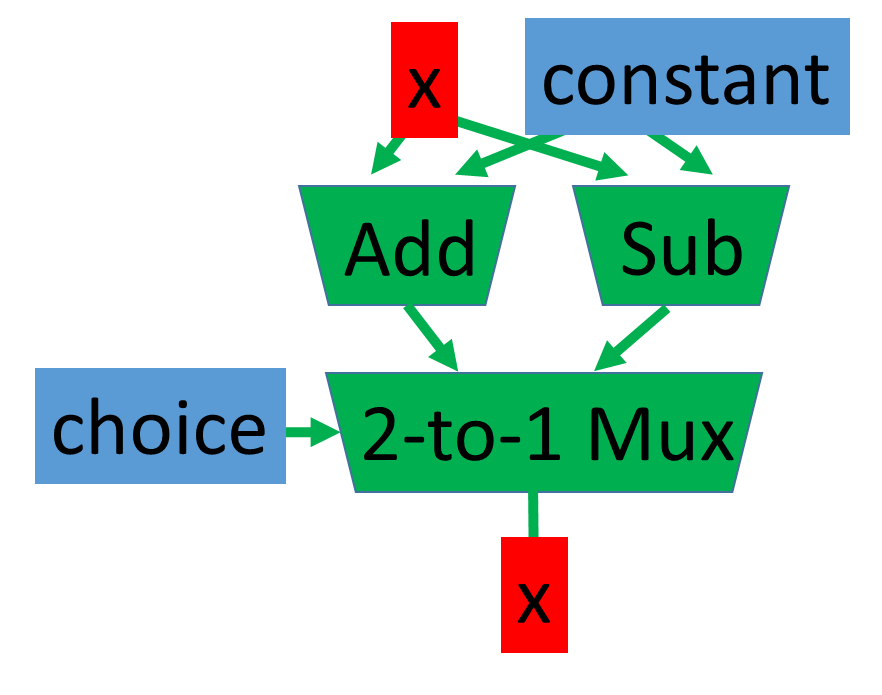 x
constant
Add
Sub
choice
2-to-1 Mux
x